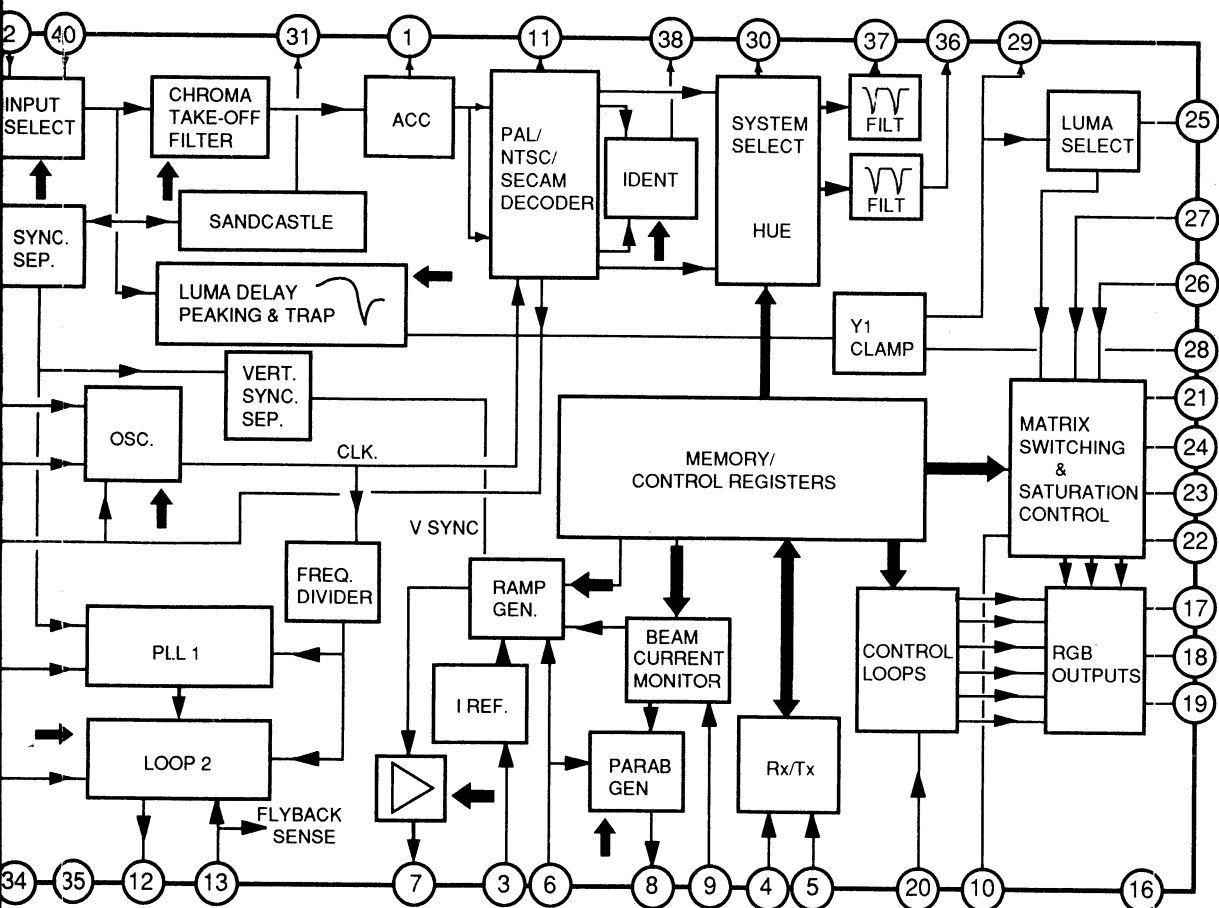 2 40 31 1 11 38 30 37 36 29
INPUT
SELECT
CHROMA
TAKE-OFF
FILTER
ACC
PAL/
NTSC/
SECAM
DECODER
IDENT
SYSTEM
SELECT
HUE
FILT
FILT
LUMA
SELECT
25
SYNC.
SEP.
SANDCASTLE
27
LUMA DELAY
PEAKING & TRAP
26
Y1
CLAMP
28
VERT.
SYNC.
SEP.
21
OSC.
CLK.
MEMORY/
CONTROL REGISTERS
MATRIX
SWITCHING
&
SATURATION
CONTROL
24
23
22
V SYNC
FREQ.
DIVIDER
RAMP
GEN.
17
PLL 1
BEAM
CURRENT
MONITOR
CONTROL
LOOPS
RGB
OUTPUTS
18
19
I REF.
LOOP 2
PARAB
GEN
Rx/Tx
FLYBACK
SENSE
34 35 12 13 7 3 6 8 9 4 5 20 10 16